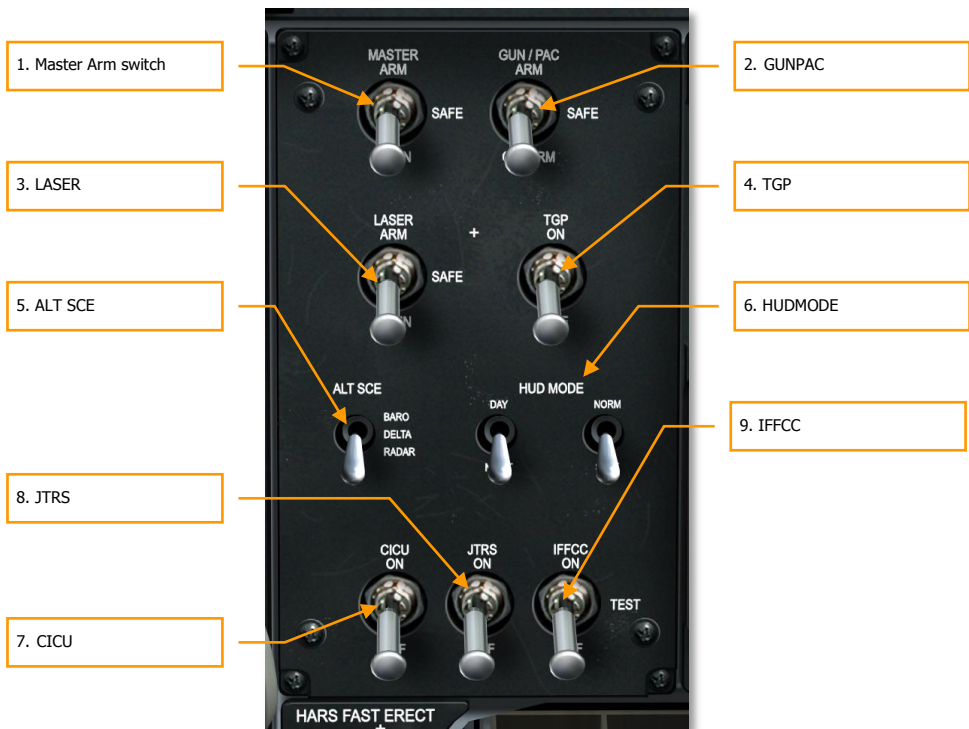 1. Master Arm switch
2. GUNPAC
3. LASER
4. TGP
5. ALT SCE
6. HUDMODE
7. CICU
8. JTRS
9. IFFCC
MASTER
ARM
SAFE
GUN / PAC
ARM
SAFE
LASER
ARM
SAFE
TGP
ON
ALT SCE
BARO
DELTA
RADAR
HUD MODE
DAY
NORM
CICU
ON
JTRS
ON
IFFCC
ON
TEST
HARS FAST ERECT